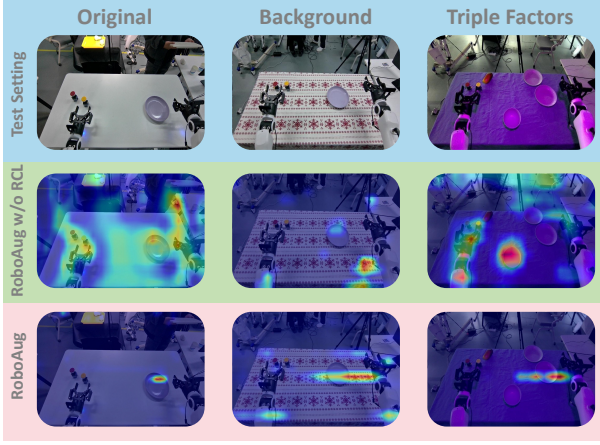 Original Background Triple Factors
Test Setting
RoboAug w/o RCL
RoboAug